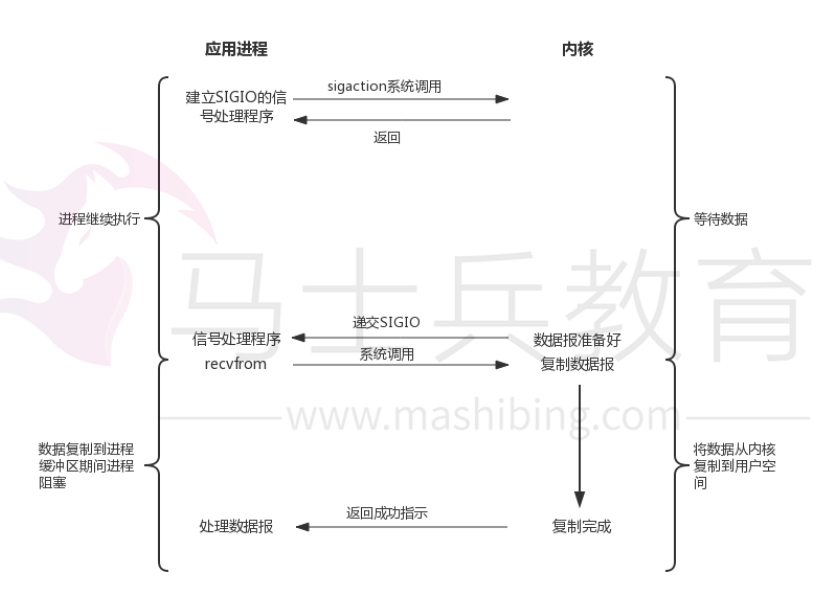 应用进程
内核
建立SIGIO的信
号处理程序
sigaction系统调用
返回
进程继续执行
等待数据
马士兵教育
递交SIGIO
信号处理程序
数据报准备好
系统调用
recvfrom
复制数据报
www.mashibing.com
数据复制到进程
缓冲区期间进程
阻塞
将数据从内核
复制到用户空
间
返回成功指示
处理数据报
复制完成